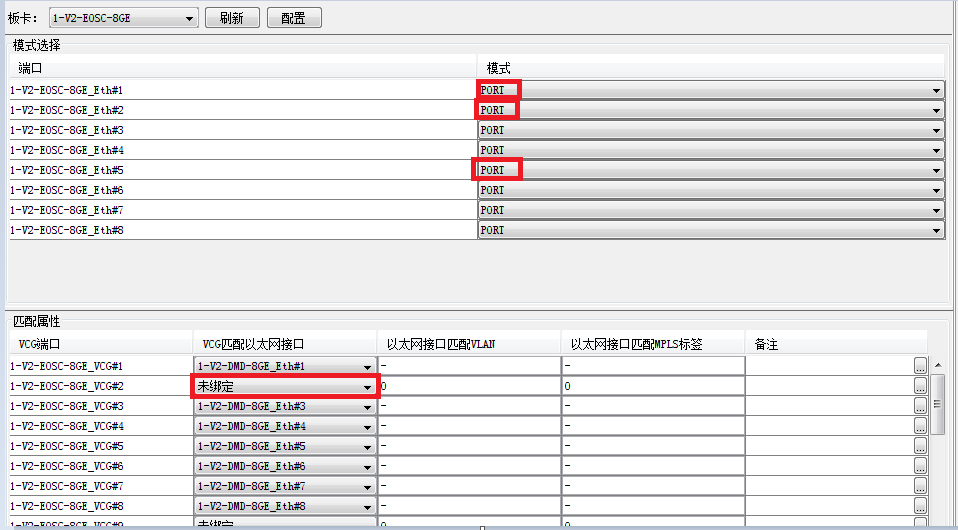 板卡： 1-V2-EOSC-8GE 刷新 配置
模式选择
端口 模式
1-V2-EOSC-8GE_Eth#1 PORT
1-V2-EOSC-8GE_Eth#2 PORT
1-V2-EOSC-8GE_Eth#3 PORT
1-V2-EOSC-8GE_Eth#4 PORT
1-V2-EOSC-8GE_Eth#5 PORT
1-V2-EOSC-8GE_Eth#6 PORT
1-V2-EOSC-8GE_Eth#7 PORT
1-V2-EOSC-8GE_Eth#8 PORT
匹配属性
VCG端口 VCG匹配以太网接口 以太网接口匹配VLAN 以太网接口匹配MPLS标签 备注
1-V2-EOSC-8GE_VCG#1 1-V2-DMD-8GE_Eth#1 - - ...
1-V2-EOSC-8GE_VCG#2 未绑定 0 0 ...
1-V2-EOSC-8GE_VCG#3 1-V2-DMD-8GE_Eth#3 - - ...
1-V2-EOSC-8GE_VCG#4 1-V2-DMD-8GE_Eth#4 - - ...
1-V2-EOSC-8GE_VCG#5 1-V2-DMD-8GE_Eth#5 - - ...
1-V2-EOSC-8GE_VCG#6 1-V2-DMD-8GE_Eth#6 - - ...
1-V2-EOSC-8GE_VCG#7 1-V2-DMD-8GE_Eth#7 - - ...
1-V2-EOSC-8GE_VCG#8 1-V2-DMD-8GE_Eth#8 - - ...
1-V2-EOSC-8GE_VCG#9 未绑定 0 0